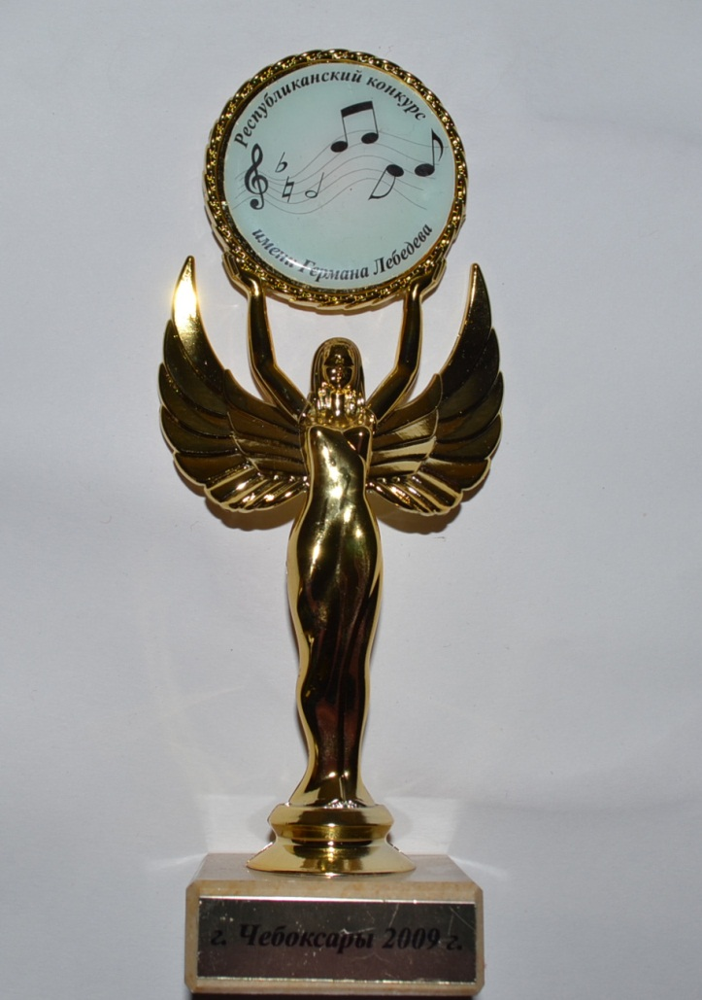 Республиканский конкурс
имени Германа Лебедева
г. Чебоксары 2009 г.